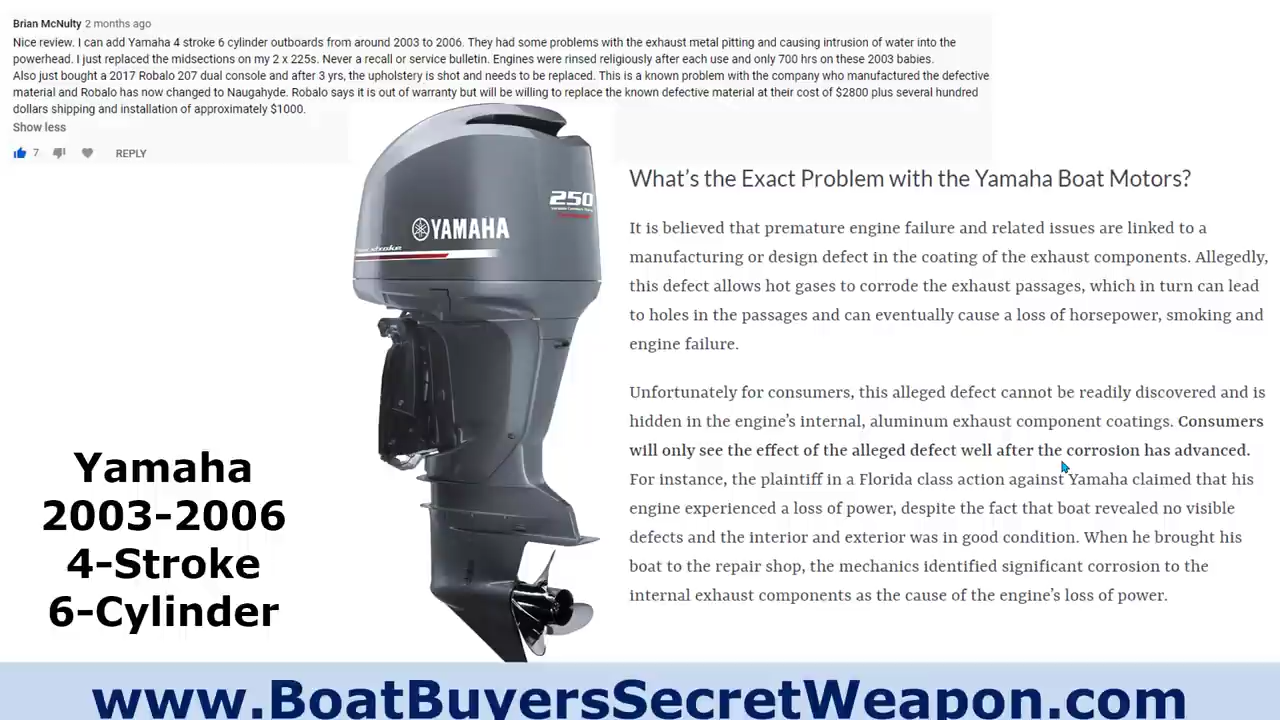 Brian McNulty 2 months ago
Nice review. I can add Yamaha 4 stroke 6 cylinder outboards from around 2003 to 2006. They had some problems with the exhaust metal pitting and causing intrusion of water into the
powerhead. I just replaced the midsections on my 2 x 225s. Never a recall or service bulletin. Engines were rinsed religiously after each use and only 700 hrs on these 2003 babies.
Also just bought a 2017 Robalo 207 dual console and after 3 yrs, the upholstery is shot and needs to be replaced. This is a known problem with the company who manufactured the defective
material and Robalo has now changed to Naugahyde. Robalo says it is out of warranty but will be willing to replace the known defective material at their cost of $2800 plus several hundred
dollars shipping and installation of approximately $1000.
Show less
7 REPLY
250
YAMAHA
What's the Exact Problem with the Yamaha Boat Motors?
It is believed that premature engine failure and related issues are linked to a
manufacturing or design defect in the coating of the exhaust components. Allegedly,
this defect allows hot gases to corrode the exhaust passages, which in turn can lead
to holes in the passages and can eventually cause a loss of horsepower, smoking and
engine failure.
Unfortunately for consumers, this alleged defect cannot be readily discovered and is
hidden in the engine's internal, aluminum exhaust component coatings. Consumers
will only see the effect of the alleged defect well after the corrosion has advanced.
For instance, the plaintiff in a Florida class action against Yamaha claimed that his
engine experienced a loss of power, despite the fact that boat revealed no visible
defects and the interior and exterior was in good condition. When he brought his
boat to the repair shop, the mechanics identified significant corrosion to the
internal exhaust components as the cause of the engine's loss of power.
Yamaha
2003-2006
4-Stroke
6-Cylinder
www.BoatBuyersSecretWeapon.com